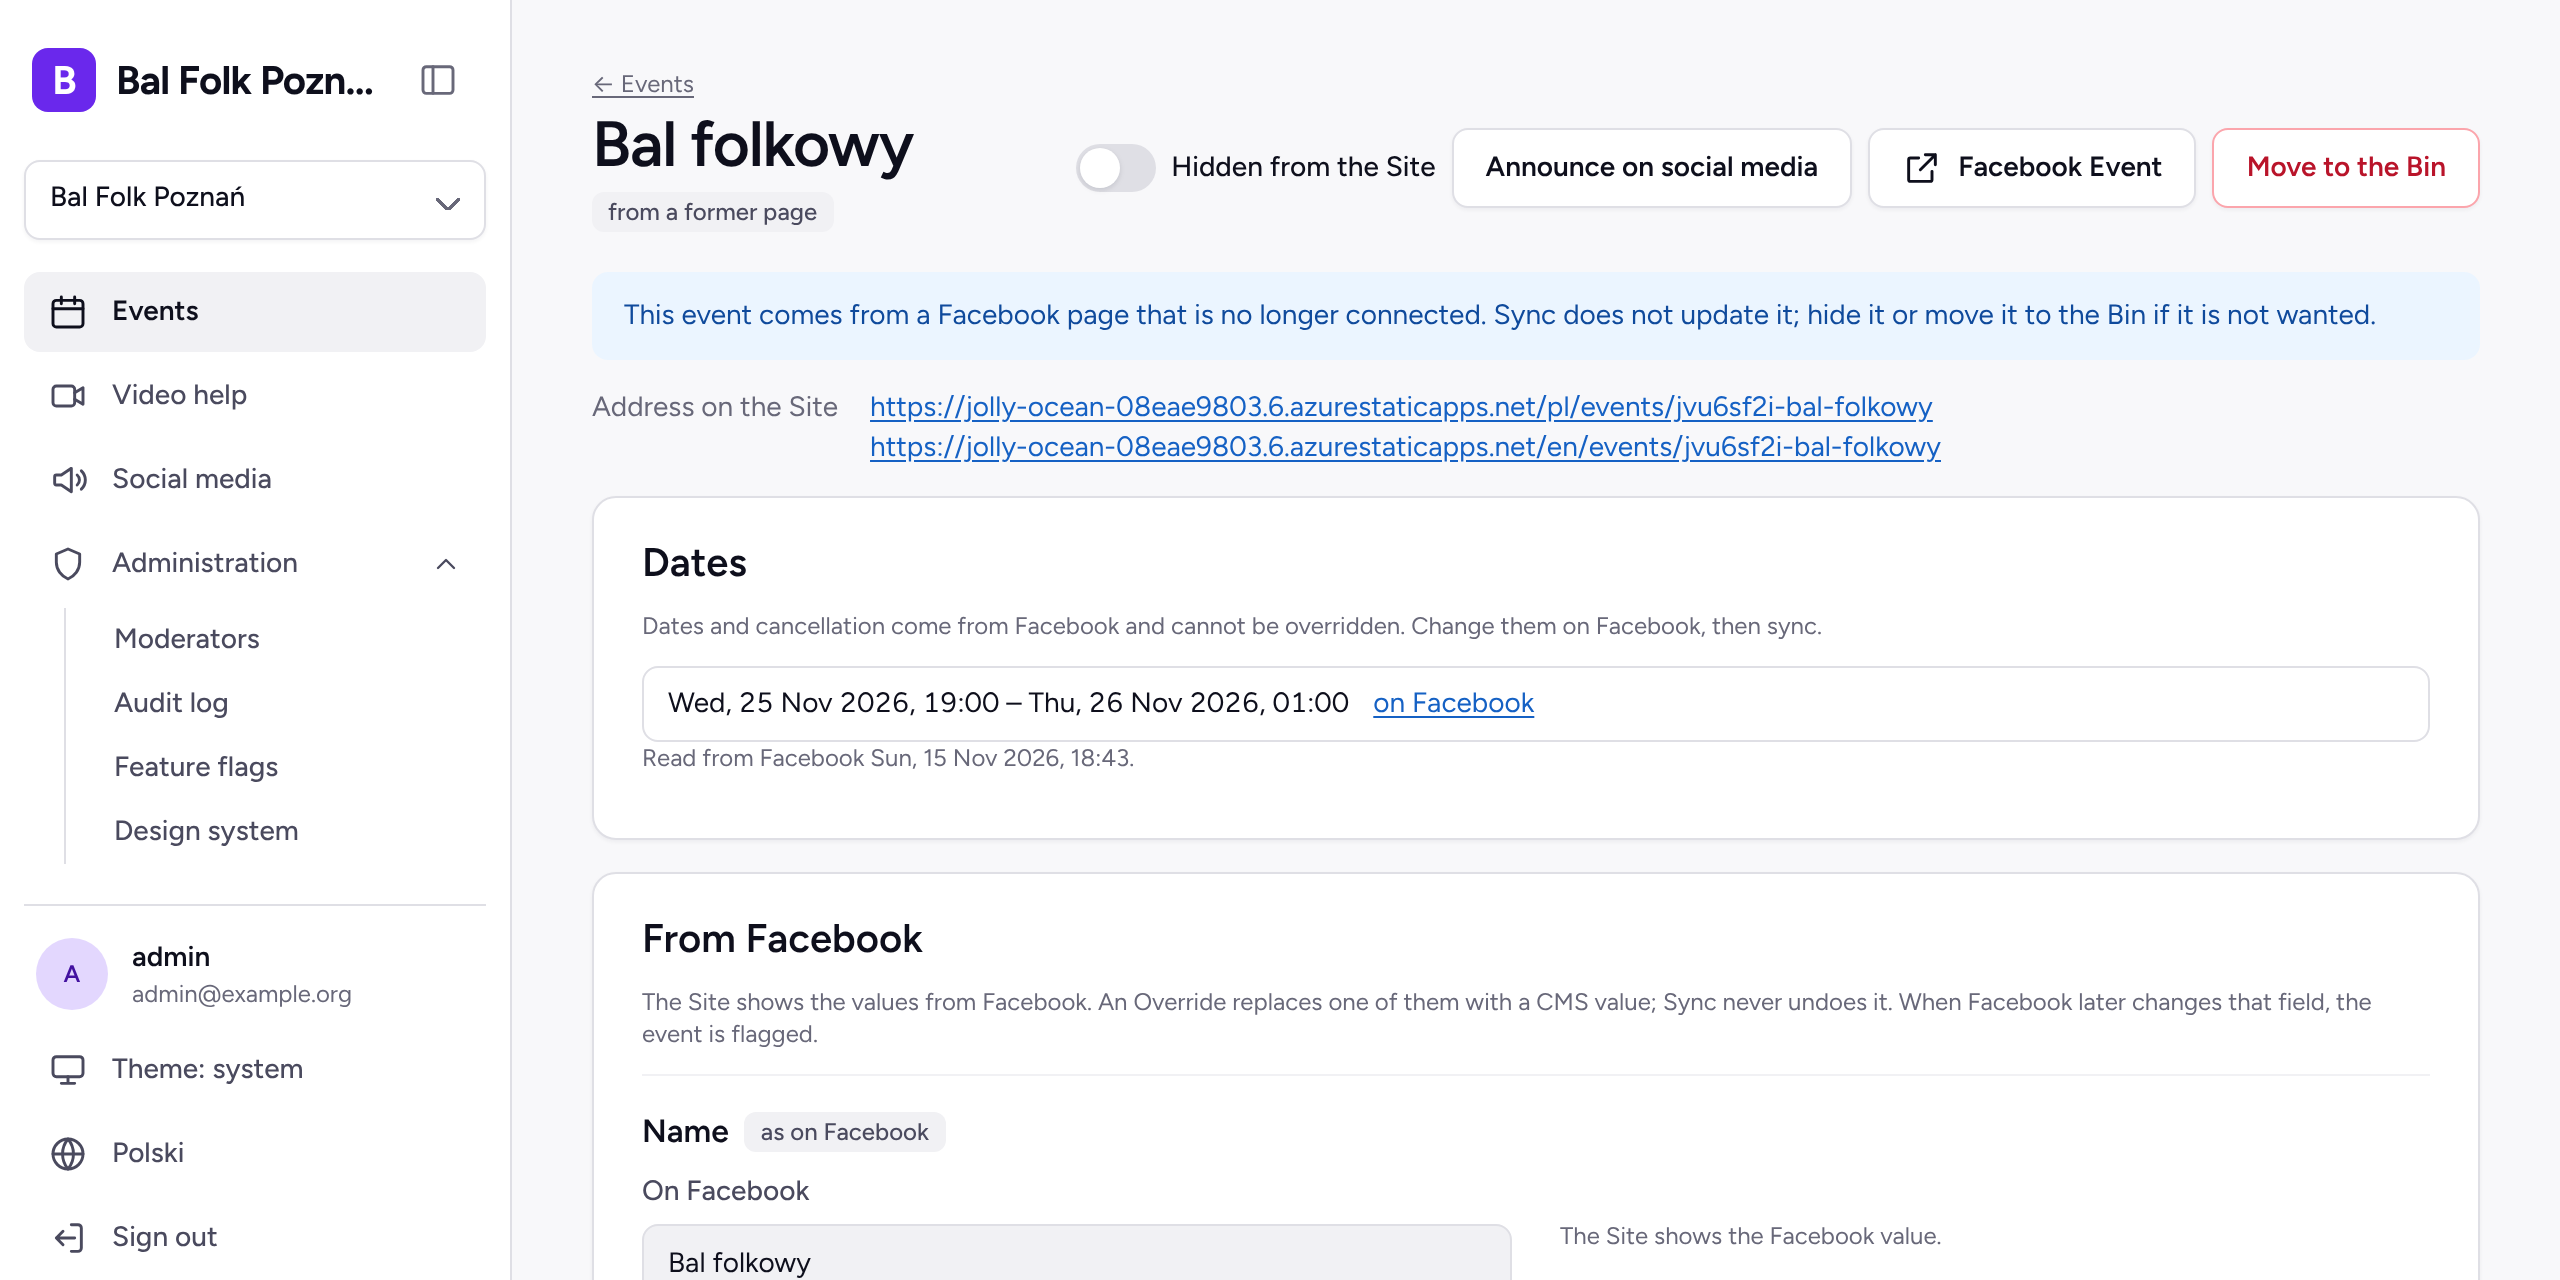 B
Bal Folk Pozn...
Bal Folk Poznań
Events
Video help
Social media
Administration
Moderators
Audit log
Feature flags
Design system
A
admin
admin@example.org
Theme: system
Polski
Sign out
← Events
Bal folkowy
from a former page
Hidden from the Site
Announce on social media
Facebook Event
Move to the Bin
This event comes from a Facebook page that is no longer connected. Sync does not update it; hide it or move it to the Bin if it is not wanted.
Address on the Site
https://jolly-ocean-08eae9803.6.azurestaticapps.net/pl/events/jvu6sf2i-bal-folkowy
https://jolly-ocean-08eae9803.6.azurestaticapps.net/en/events/jvu6sf2i-bal-folkowy
Dates
Dates and cancellation come from Facebook and cannot be overridden. Change them on Facebook, then sync.
Wed, 25 Nov 2026, 19:00 – Thu, 26 Nov 2026, 01:00 on Facebook
Read from Facebook Sun, 15 Nov 2026, 18:43.
From Facebook
The Site shows the values from Facebook. An Override replaces one of them with a CMS value; Sync never undoes it. When Facebook later changes that field, the
event is flagged.
Name as on Facebook
On Facebook
Bal folkowy
The Site shows the Facebook value.